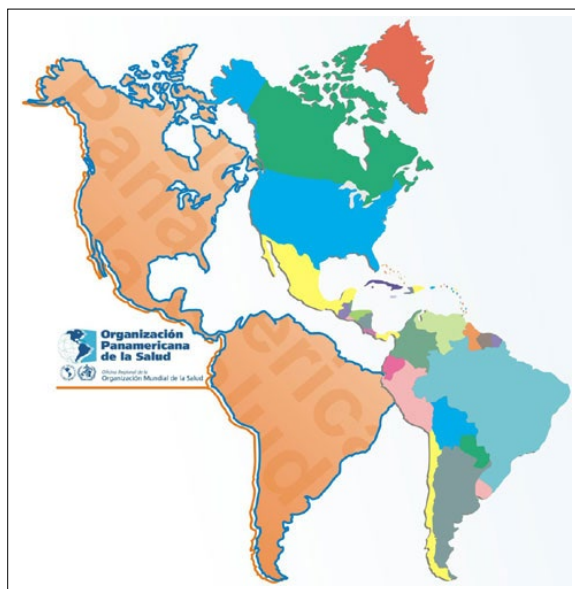 Organización
Panamericana
de la Salud
Oficina Regional de la
Organización Mundial de la Salud